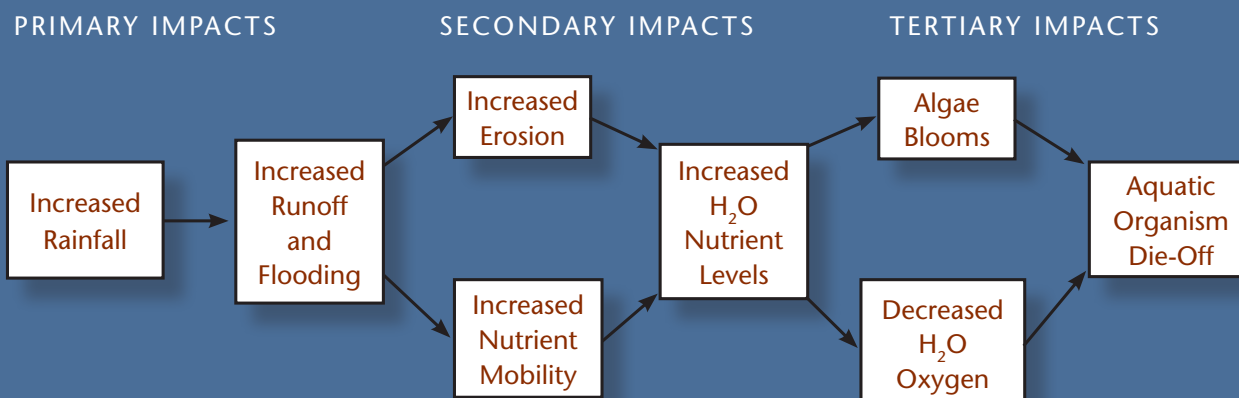 PRIMARY IMPACTS
SECONDARY IMPACTS
TERTIARY IMPACTS
Increased
Rainfall
Increased
Runoff
and
Flooding
Increased
Erosion
Increased
Nutrient
Mobility
Increased
H₂O
Nutrient
Levels
Algae
Blooms
Decreased
H₂O
Oxygen
Aquatic
Organism
Die-Off